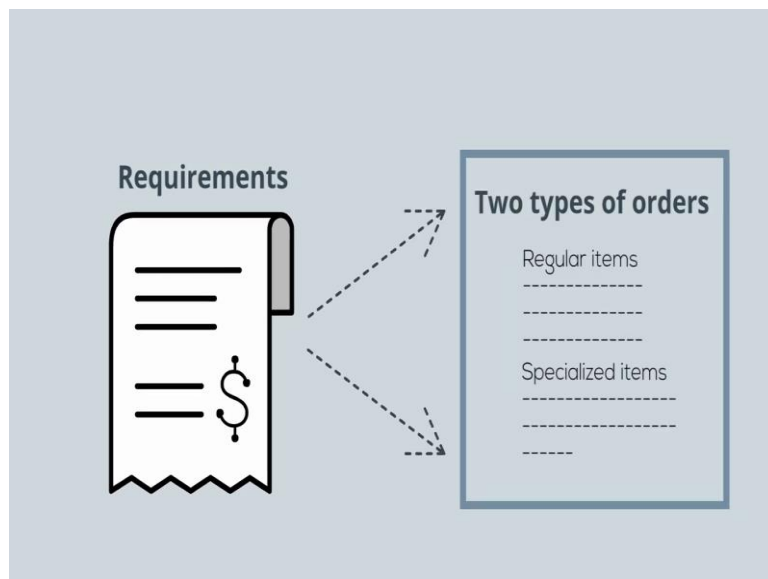 Requirements
$
Two types of orders
Regular items
--------------
--------------
--------------
Specialized items
------------------
------------------
------